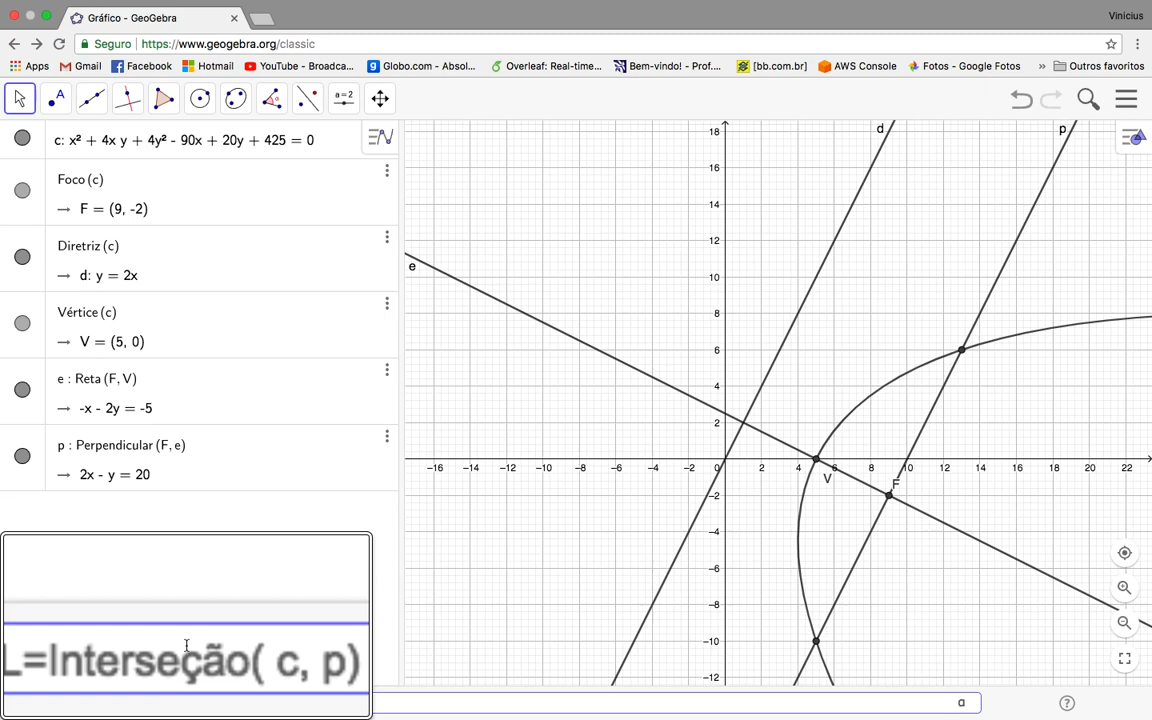 Gráfico - GeoGebra
Vinícius
Seguro https://www.geogebra.org/classic
Apps Gmail Facebook Hotmail YouTube - Broadca... Globo.com - Absol... Overleaf: Real-time... Bem-vindo! - Prof.... [bb.com.br] AWS Console Fotos - Google Fotos » Outros favoritos
A a=2
c: x² + 4x y + 4y² - 90x + 20y + 425 = 0
Foco (c)
→ F = (9, -2)
Diretriz (c)
→ d: y = 2x
Vértice (c)
→ V = (5, 0)
e : Reta (F, V)
→ -x - 2y = -5
p : Perpendicular (F, e)
→ 2x - y = 20
L=Interseção( c, p)
d p
e
V F
18
16
14
12
10
8
6
4
2
−16 −14 −12 −10 −8 −6 −4 −2 0 2 4 6 8 10 12 14 16 18 20 22
−2
−4
−6
−8
−10
−12
α ?